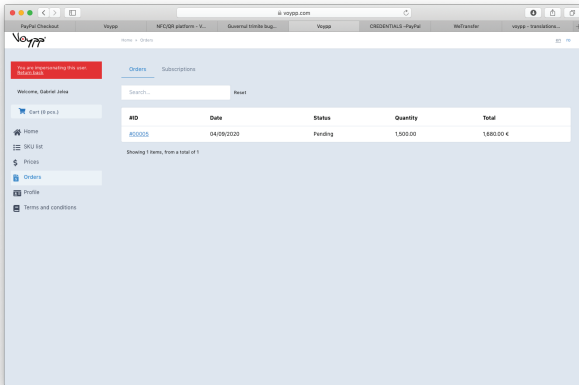 voypp.com
PayPal Checkout
Voypp
NFC/QR platform - V...
Guvernul trimite bug...
Voypp
CREDENTIALS -PayPal
WeTransfer
voypp - translations...
Voypp
Home > Orders
en ro
You are impersonating this user.
Return back
Welcome, Gabriel Jalea
Cart (0 pcs.)
Home
SKU list
Prices
Orders
Profile
Terms and conditions
Orders Subscriptions
Search... Reset
#ID Date Status Quantity Total
#00005 04/09/2020 Pending 1,500.00 1,680.00 €
Showing 1 items, from a total of 1